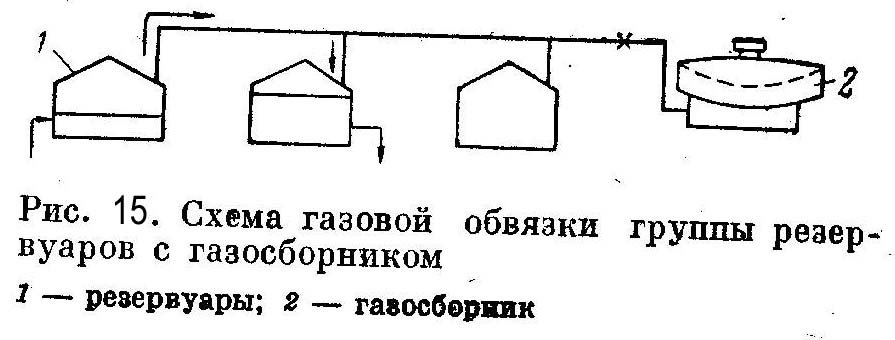 1
2
Рис. 15. Схема газовой обвязки группы резер-
вуаров с газосборником
1 — резервуары; 2 — газосборник